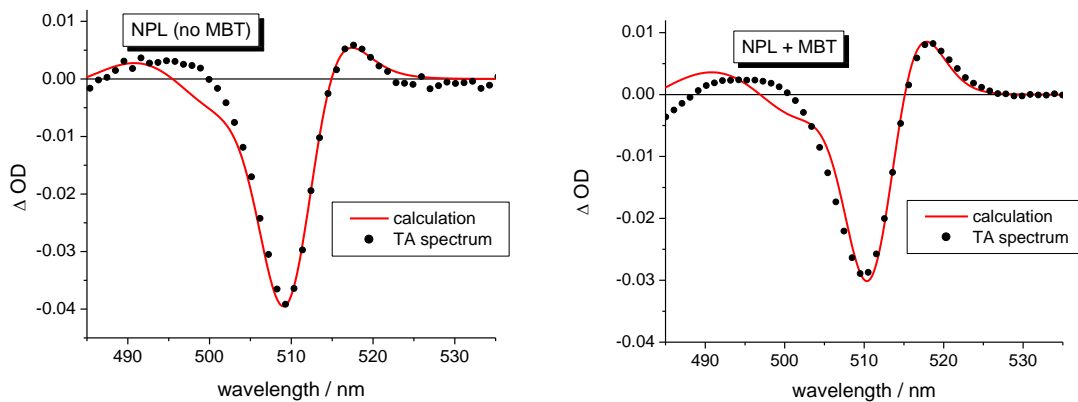 NPL (no MBT)
0.01
0.00
-0.01
-0.02
-0.03
-0.04
Δ OD
calculation
TA spectrum
490 500 510 520 530
wavelength / nm
NPL + MBT
0.01
0.00
-0.01
-0.02
-0.03
-0.04
Δ OD
calculation
TA spectrum
490 500 510 520 530
wavelength / nm